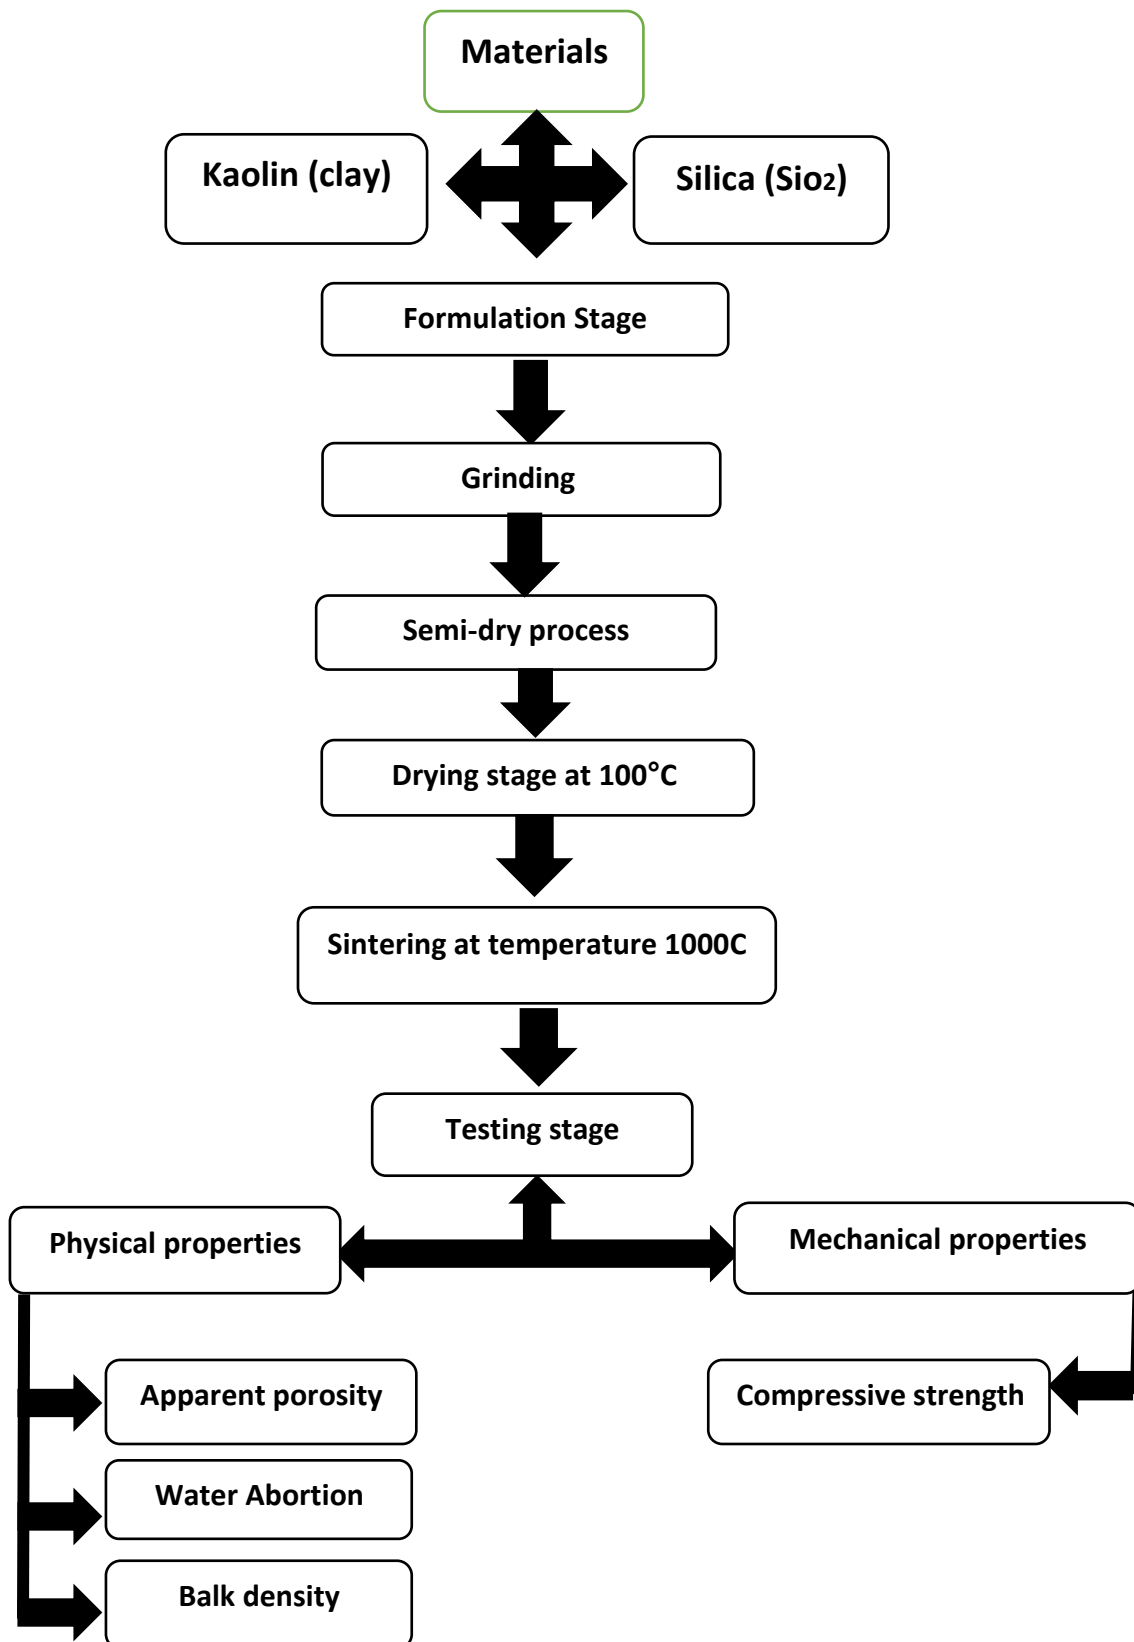 Materials
Kaolin (clay)
Silica (Sio₂)
Formulation Stage
Grinding
Semi-dry process
Drying stage at 100°C
Sintering at temperature 1000C
Testing stage
Physical properties
Mechanical properties
Apparent porosity
Compressive strength
Water Abortion
Balk density